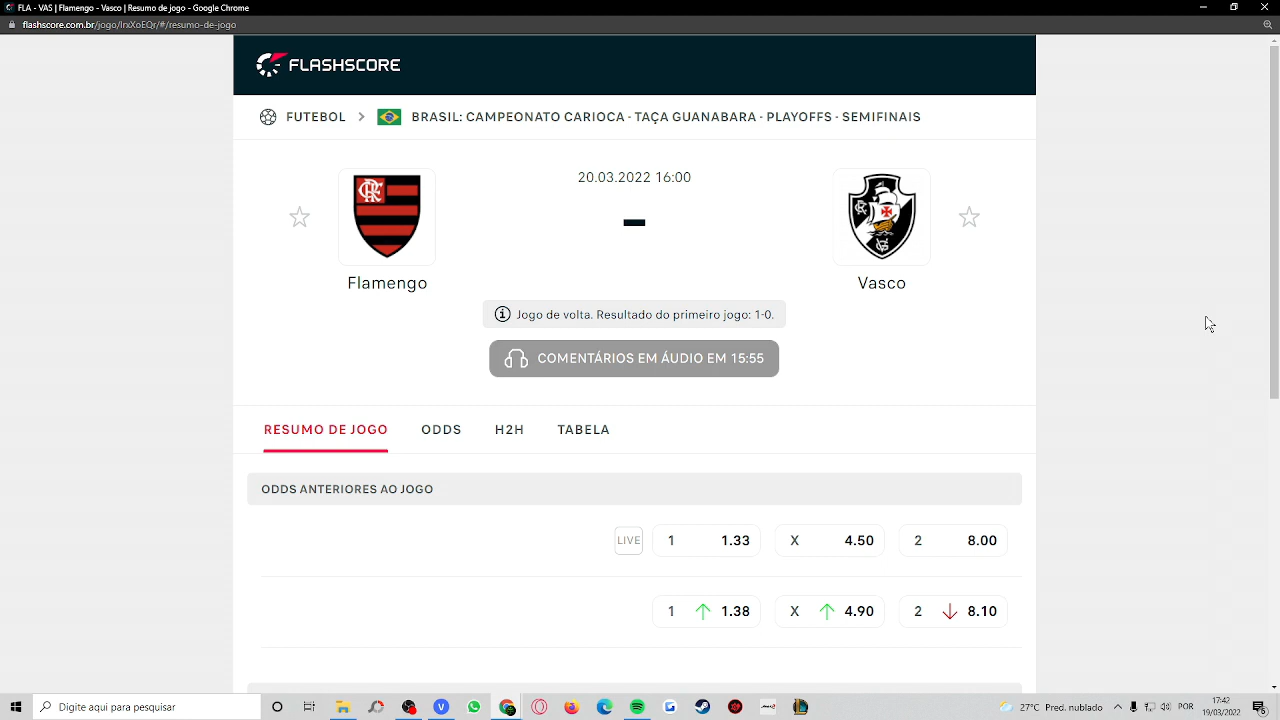 FLA - VAS | Flamengo - Vasco | Resumo de jogo - Google Chrome
flashscore.com.br/jogo/IrxXoEQr/#/resumo-de-jogo
FLASHSCORE
FUTEBOL > BRASIL: CAMPEONATO CARIOCA - TAÇA GUANABARA - PLAYOFFS - SEMIFINAIS
20.03.2022 16:00
-
Flamengo
Vasco
Jogo de volta. Resultado do primeiro jogo: 1-0.
COMENTÁRIOS EM ÁUDIO EM 15:55
RESUMO DE JOGO ODDS H2H TABELA
ODDS ANTERIORES AO JOGO
LIVE 1 1.33 X 4.50 2 8.00
1 1.38 X 4.90 2 8.10
Digite aqui para pesquisar
27°C Pred. nublado
POR
17:42
19/03/2022